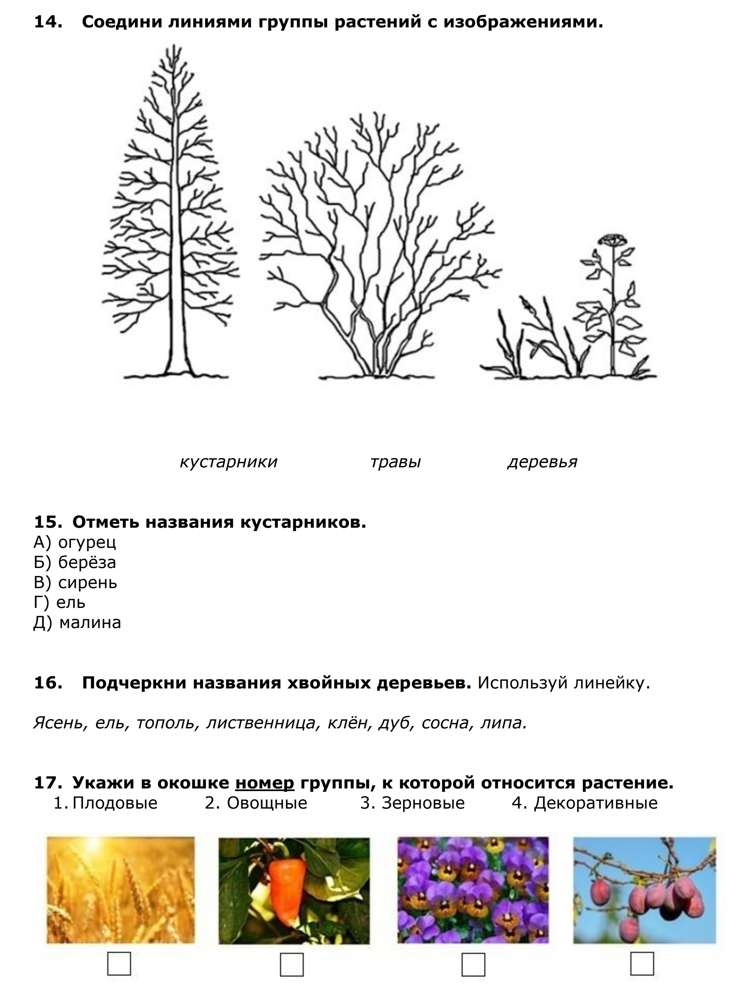 14. Соедини линиями группы растений с изображениями.
кустарники травы деревья
15. Отметь названия кустарников.
А) огурец
Б) берёза
В) сирень
Г) ель
Д) малина
16. Подчеркни названия хвойных деревьев. Используй линейку.
Ясень, ель, тополь, лиственница, клён, дуб, сосна, липа.
17. Укажи в окошке номер группы, к которой относится растение.
1. Плодовые 2. Овощные 3. Зерновые 4. Декоративные